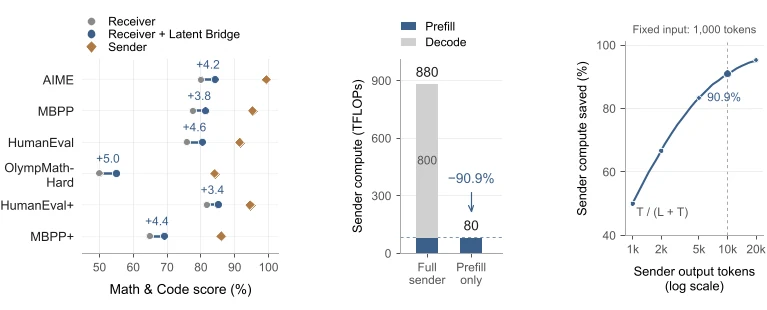 Receiver
Receiver + Latent Bridge
Sender
AIME
MBPP
HumanEval
OlympMath-
Hard
HumanEval+
MBPP+
+4.2
+3.8
+4.6
+5.0
+3.4
+4.4
50 60 70 80 90 100
Math & Code score (%)
Prefill
Decode
Sender compute (TFLOPs)
900
600
300
0
880
800
−90.9%
80
Full
sender
Prefill
only
Fixed input: 1,000 tokens
Sender compute saved (%)
100
80
60
40
90.9%
T / (L + T)
1k 2k 5k 10k 20k
Sender output tokens
(log scale)